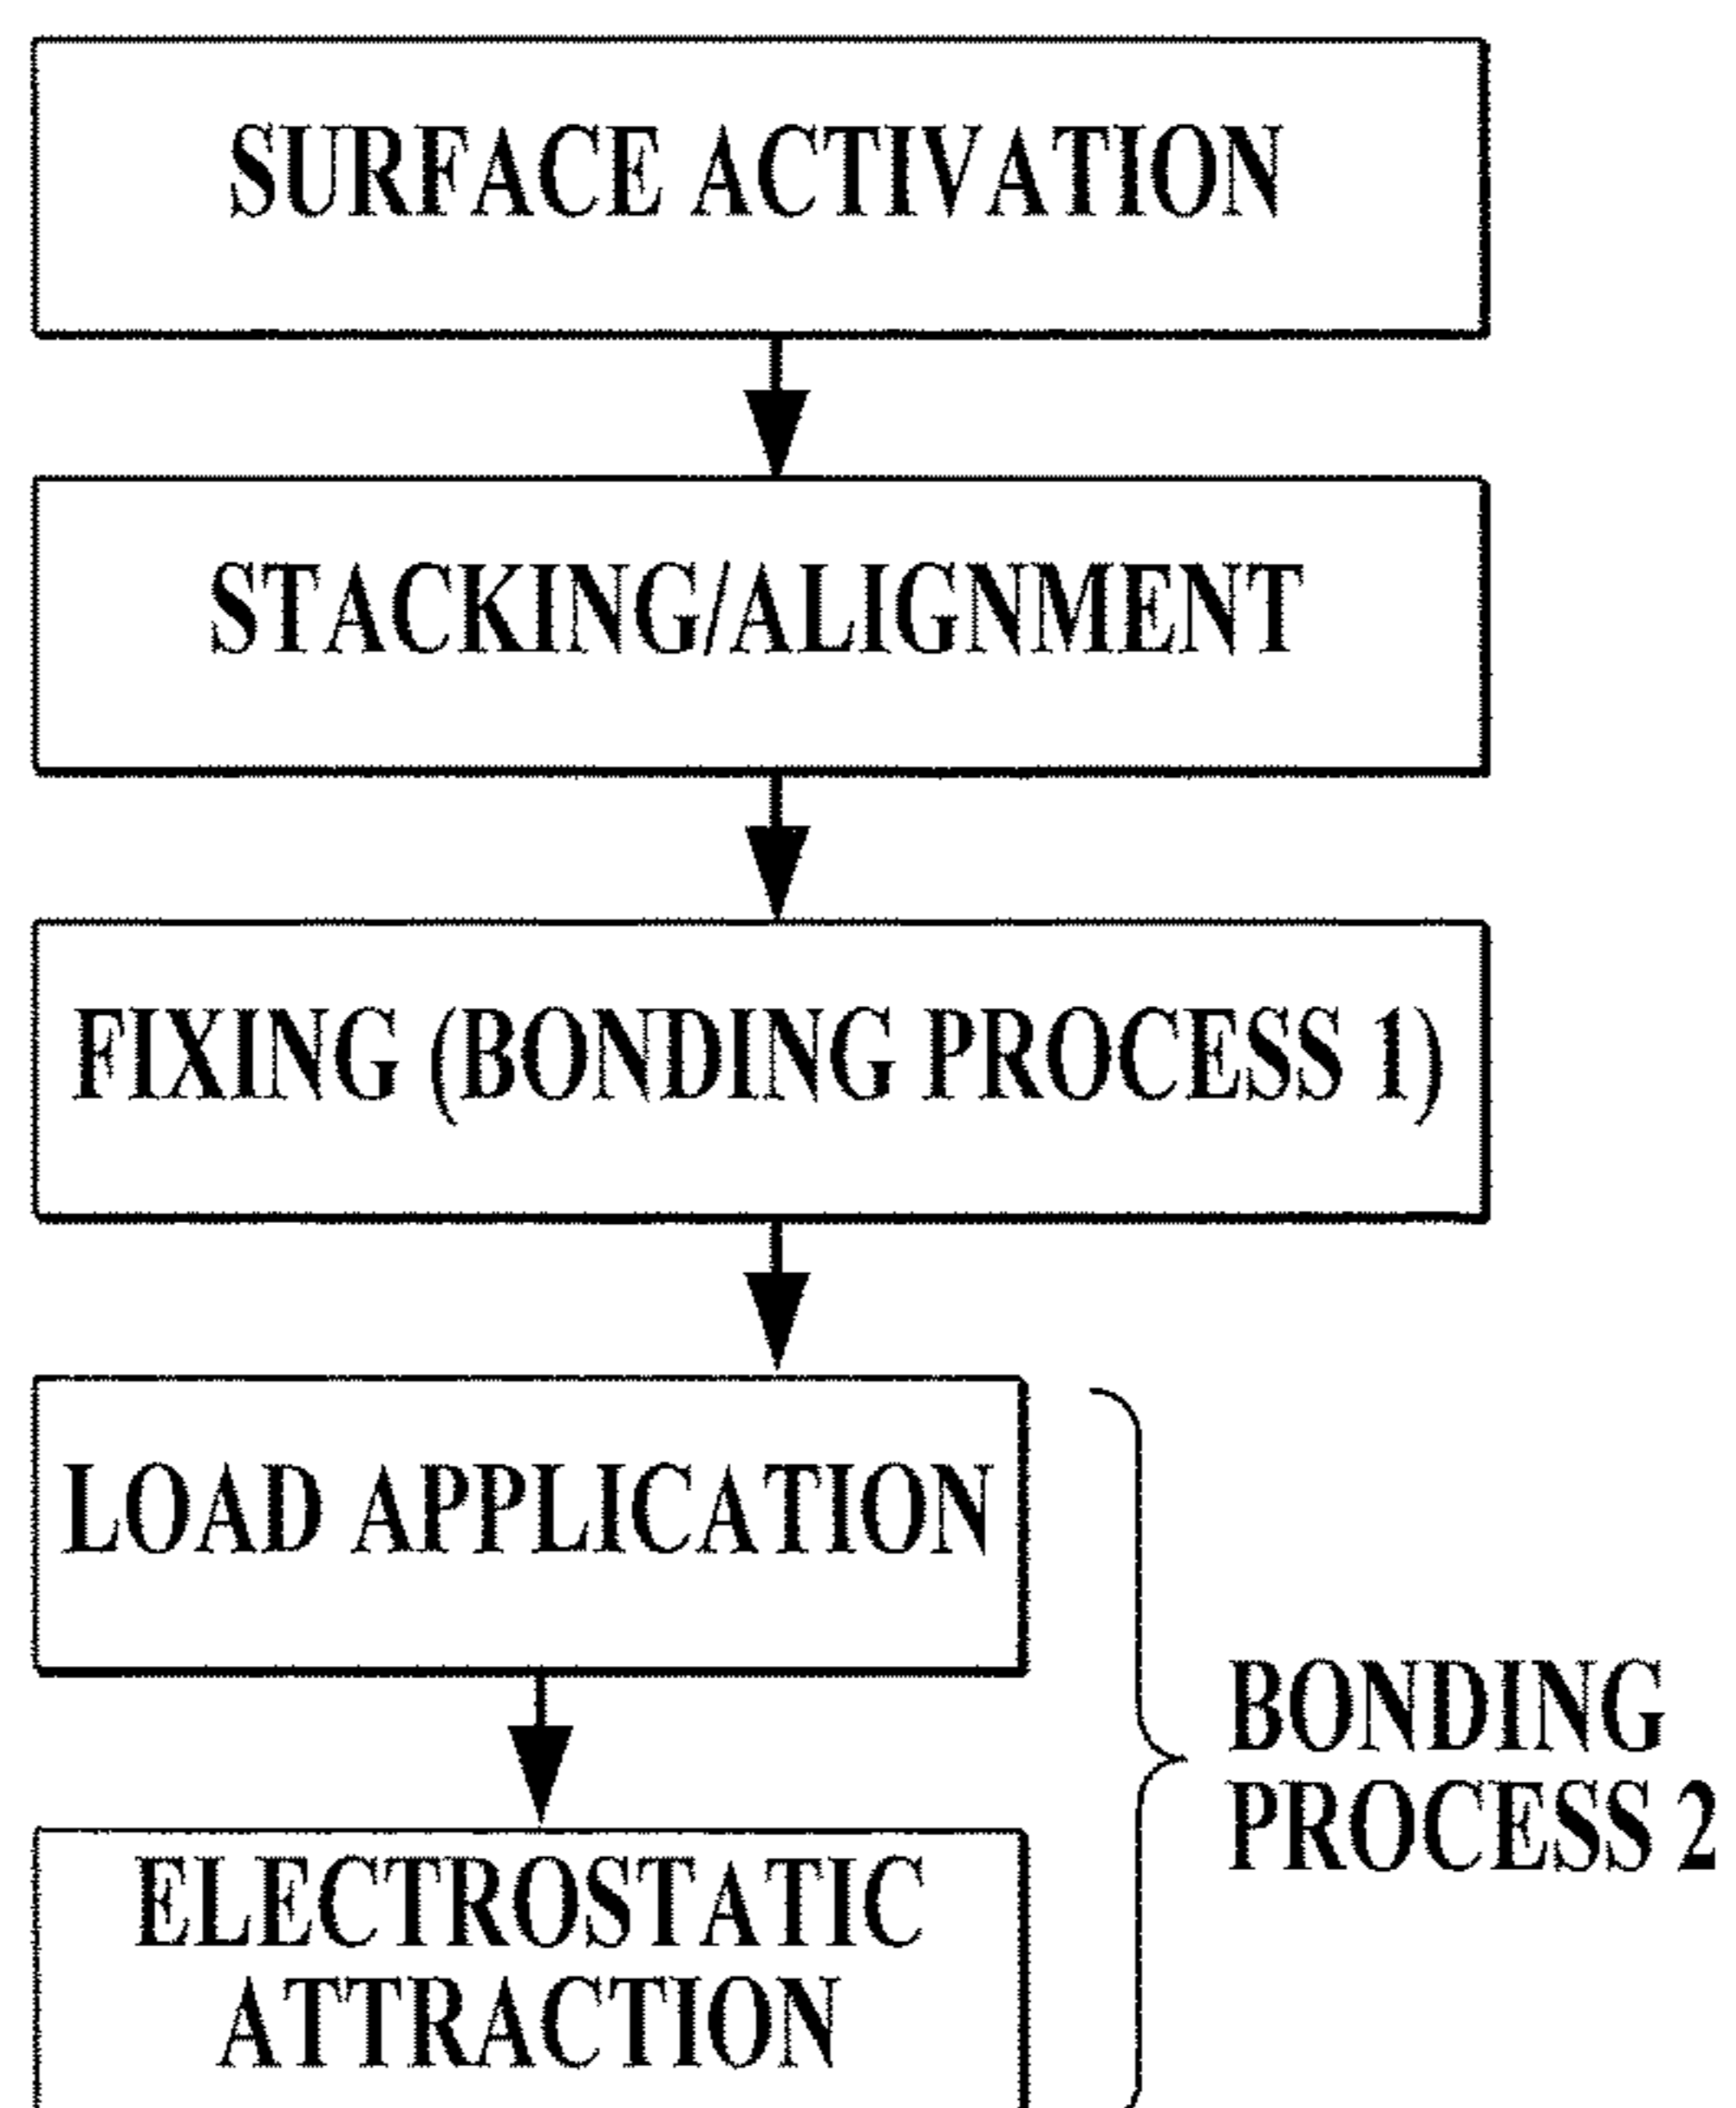 SURFACE ACTIVATION
STACKING/ALIGNMENT
FIXING (BONDING PROCESS 1)
LOAD APPLICATION
ELECTROSTATIC
ATTRACTION
BONDING
PROCESS 2